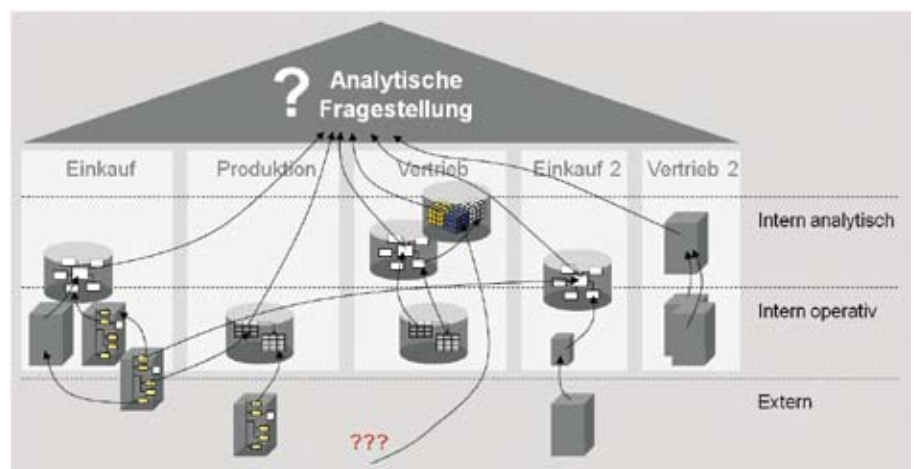 ?
Analytische
Fragestellung
Einkauf
Produktion
Vertrieb
Einkauf 2
Vertrieb 2
Intern analytisch
Intern operativ
Extern
???